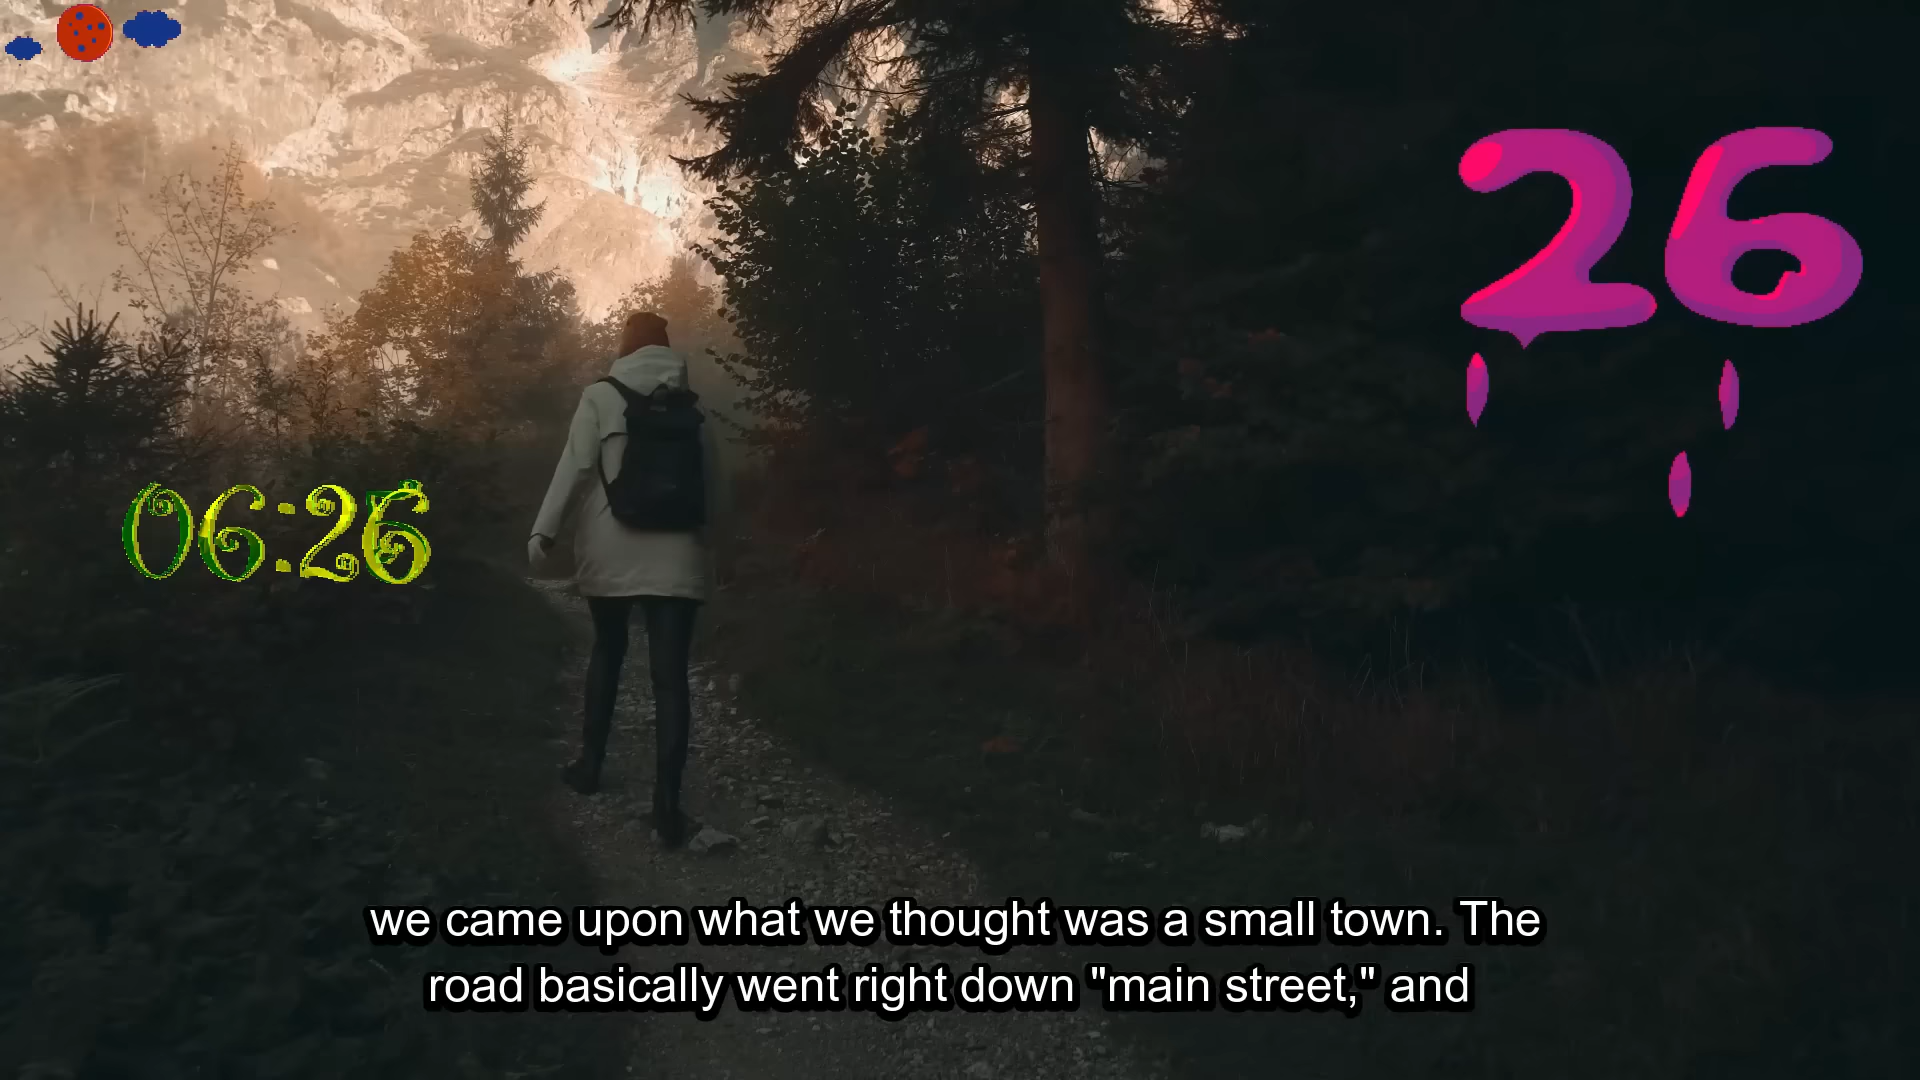 26
06:26
we came upon what we thought was a small town. The
road basically went right down "main street," and